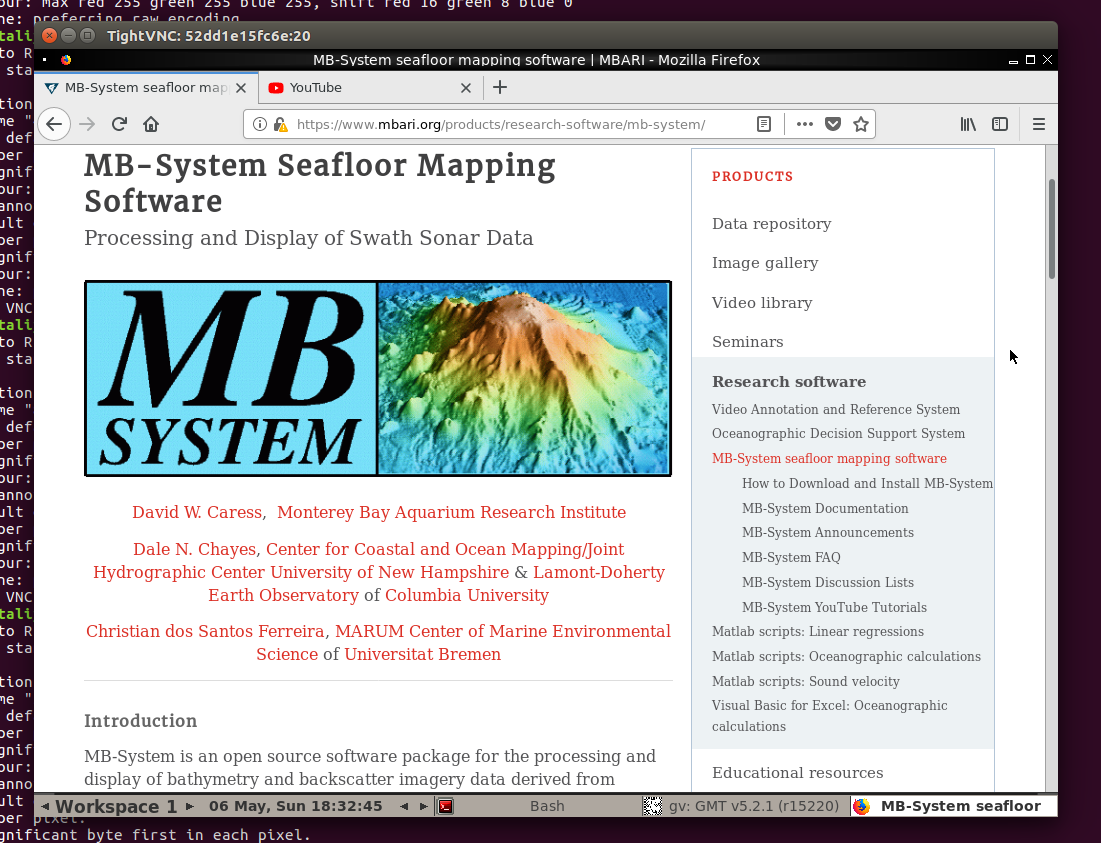 our: max red 255 green 255 blue 255, shift red 16 green 8 blue 0
ne: preferring raw encoding
TightVNC: 52dd1e15fc6e:20
MB-System seafloor mapping software | MBARI - Mozilla Firefox
MB-System seafloor map
YouTube
https://www.mbari.org/products/research-software/mb-system/
MB-System Seafloor Mapping
Software
Processing and Display of Swath Sonar Data
MB
SYSTEM
David W. Caress, Monterey Bay Aquarium Research Institute
Dale N. Chayes, Center for Coastal and Ocean Mapping/Joint
Hydrographic Center University of New Hampshire & Lamont-Doherty
Earth Observatory of Columbia University
Christian dos Santos Ferreira, MARUM Center of Marine Environmental
Science of Universitat Bremen
Introduction
MB-System is an open source software package for the processing and
display of bathymetry and backscatter imagery data derived from
PRODUCTS
Data repository
Image gallery
Video library
Seminars
Research software
Video Annotation and Reference System
Oceanographic Decision Support System
MB-System seafloor mapping software
How to Download and Install MB-System
MB-System Documentation
MB-System Announcements
MB-System FAQ
MB-System Discussion Lists
MB-System YouTube Tutorials
Matlab scripts: Linear regressions
Matlab scripts: Oceanographic calculations
Matlab scripts: Sound velocity
Visual Basic for Excel: Oceanographic
calculations
Educational resources
Workspace 1
06 May, Sun 18:32:45
Bash
gv: GMT v5.2.1 (r15220)
MB-System seafloor
per pixel.
gnificant byte first in each pixel.